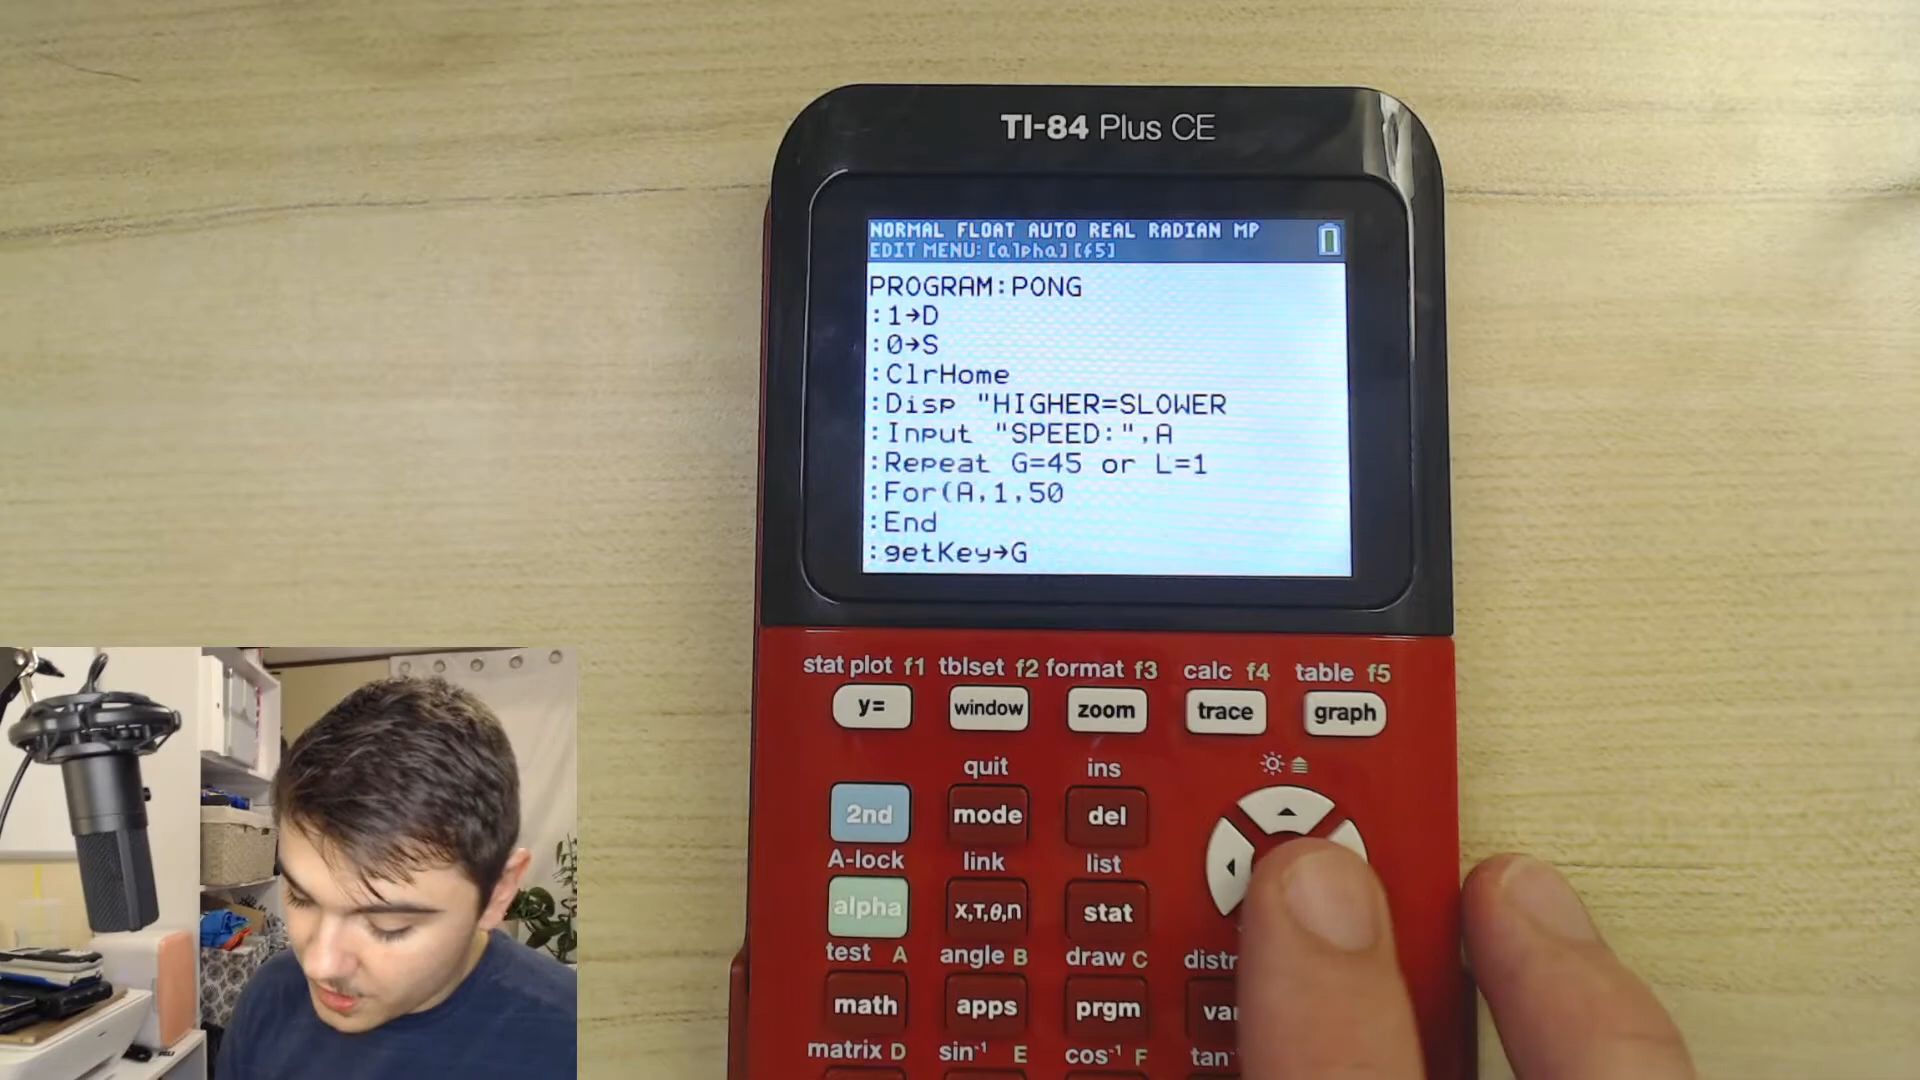 TI-84 Plus CE
NORMAL FLOAT AUTO REAL RADIAN MP
EDIT MENU: [alpha] [f5]
PROGRAM:PONG
:1→D
:0→S
:ClrHome
:Disp "HIGHER=SLOWER
:Input "SPEED:",A
:Repeat G=45 or L=1
:For(A,1,50
:End
:getKey→G
stat plot f1 tblset f2 format f3 calc f4 table f5
y= window zoom trace graph
quit ins
2nd mode del
A-lock link list
alpha X,T,θ,n stat
test A angle B draw C distr
math apps prgm
matrix D sin⁻¹ E cos⁻¹ F